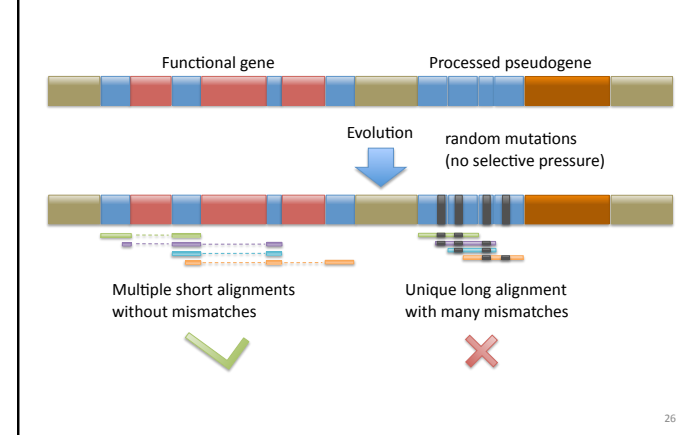 Functional gene
Processed pseudogene
Evolution
random mutations
(no selective pressure)
Multiple short alignments
without mismatches
Unique long alignment
with many mismatches
26